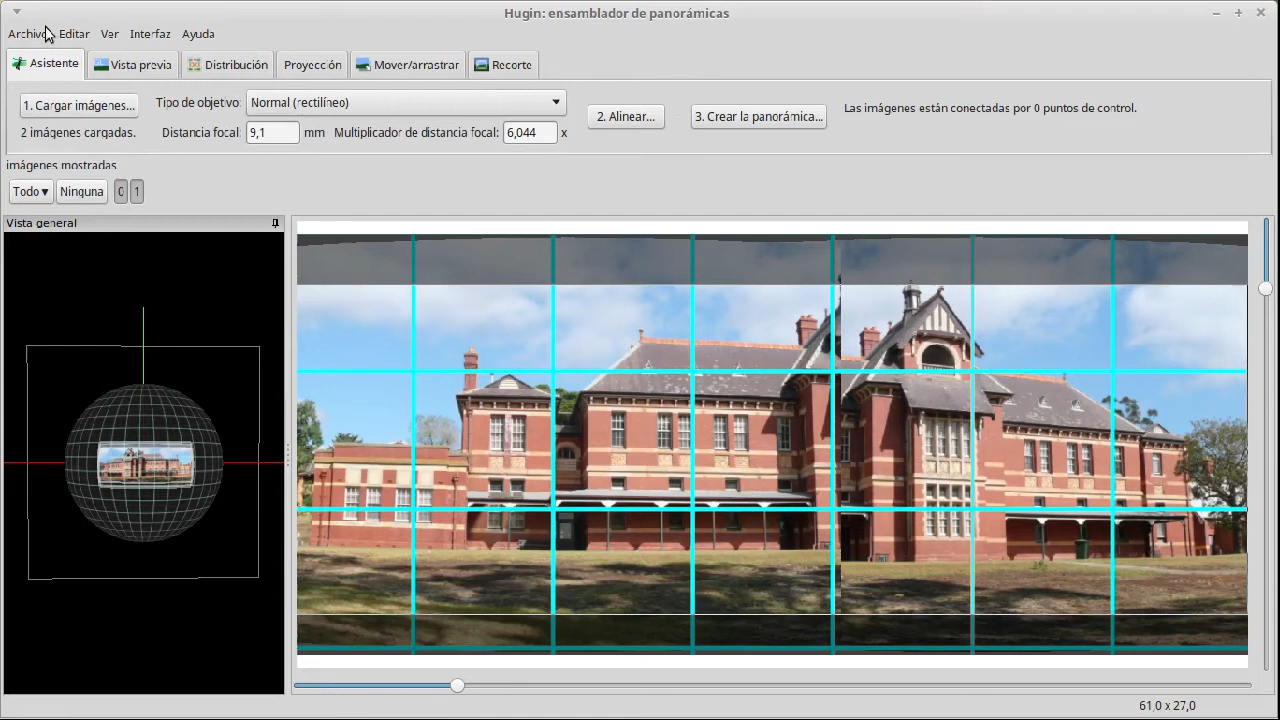 Hugin: ensamblador de panorámicas
Archivo Editar Ver Interfaz Ayuda
Asistente Vista previa Distribución Proyección Mover/arrastrar Recorte
1. Cargar imágenes... Tipo de objetivo: Normal (rectilíneo) 2. Alinear... 3. Crear la panorámica... Las imágenes están conectadas por 0 puntos de control.
2 imágenes cargadas. Distancia focal: 9,1 mm Multiplicador de distancia focal: 6,044 x
imágenes mostradas
Todo Ninguna 0 1
Vista general
61,0 x 27,0